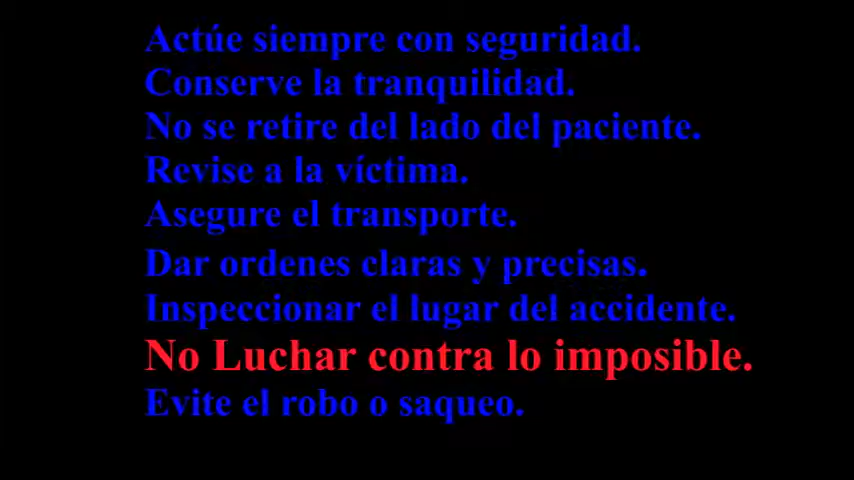 Actúe siempre con seguridad.
Conserve la tranquilidad.
No se retire del lado del paciente.
Revise a la víctima.
Asegure el transporte.
Dar ordenes claras y precisas.
Inspeccionar el lugar del accidente.
No Luchar contra lo imposible.
Evite el robo o saqueo.